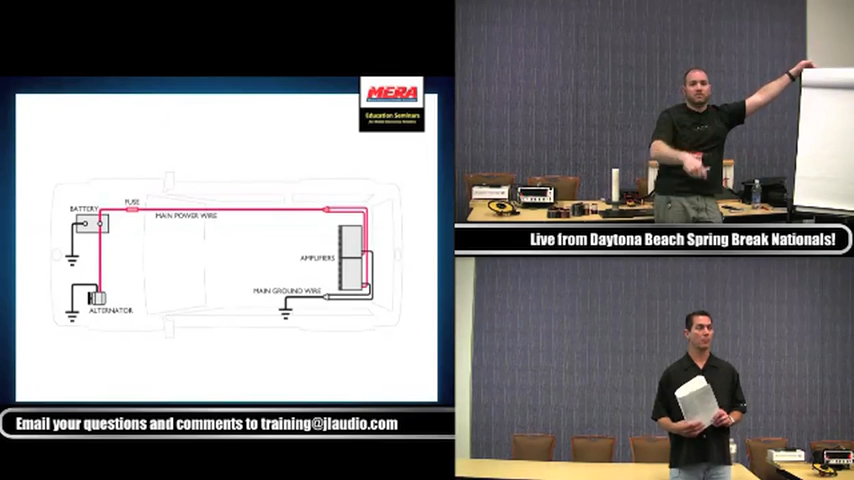 MERA
Education Seminars
BATTERY
FUSE
MAIN POWER WIRE
AMPLIFIERS
MAIN GROUND WIRE
ALTERNATOR
Email your questions and comments to training@jlaudio.com
Live from Daytona Beach Spring Break Nationals!